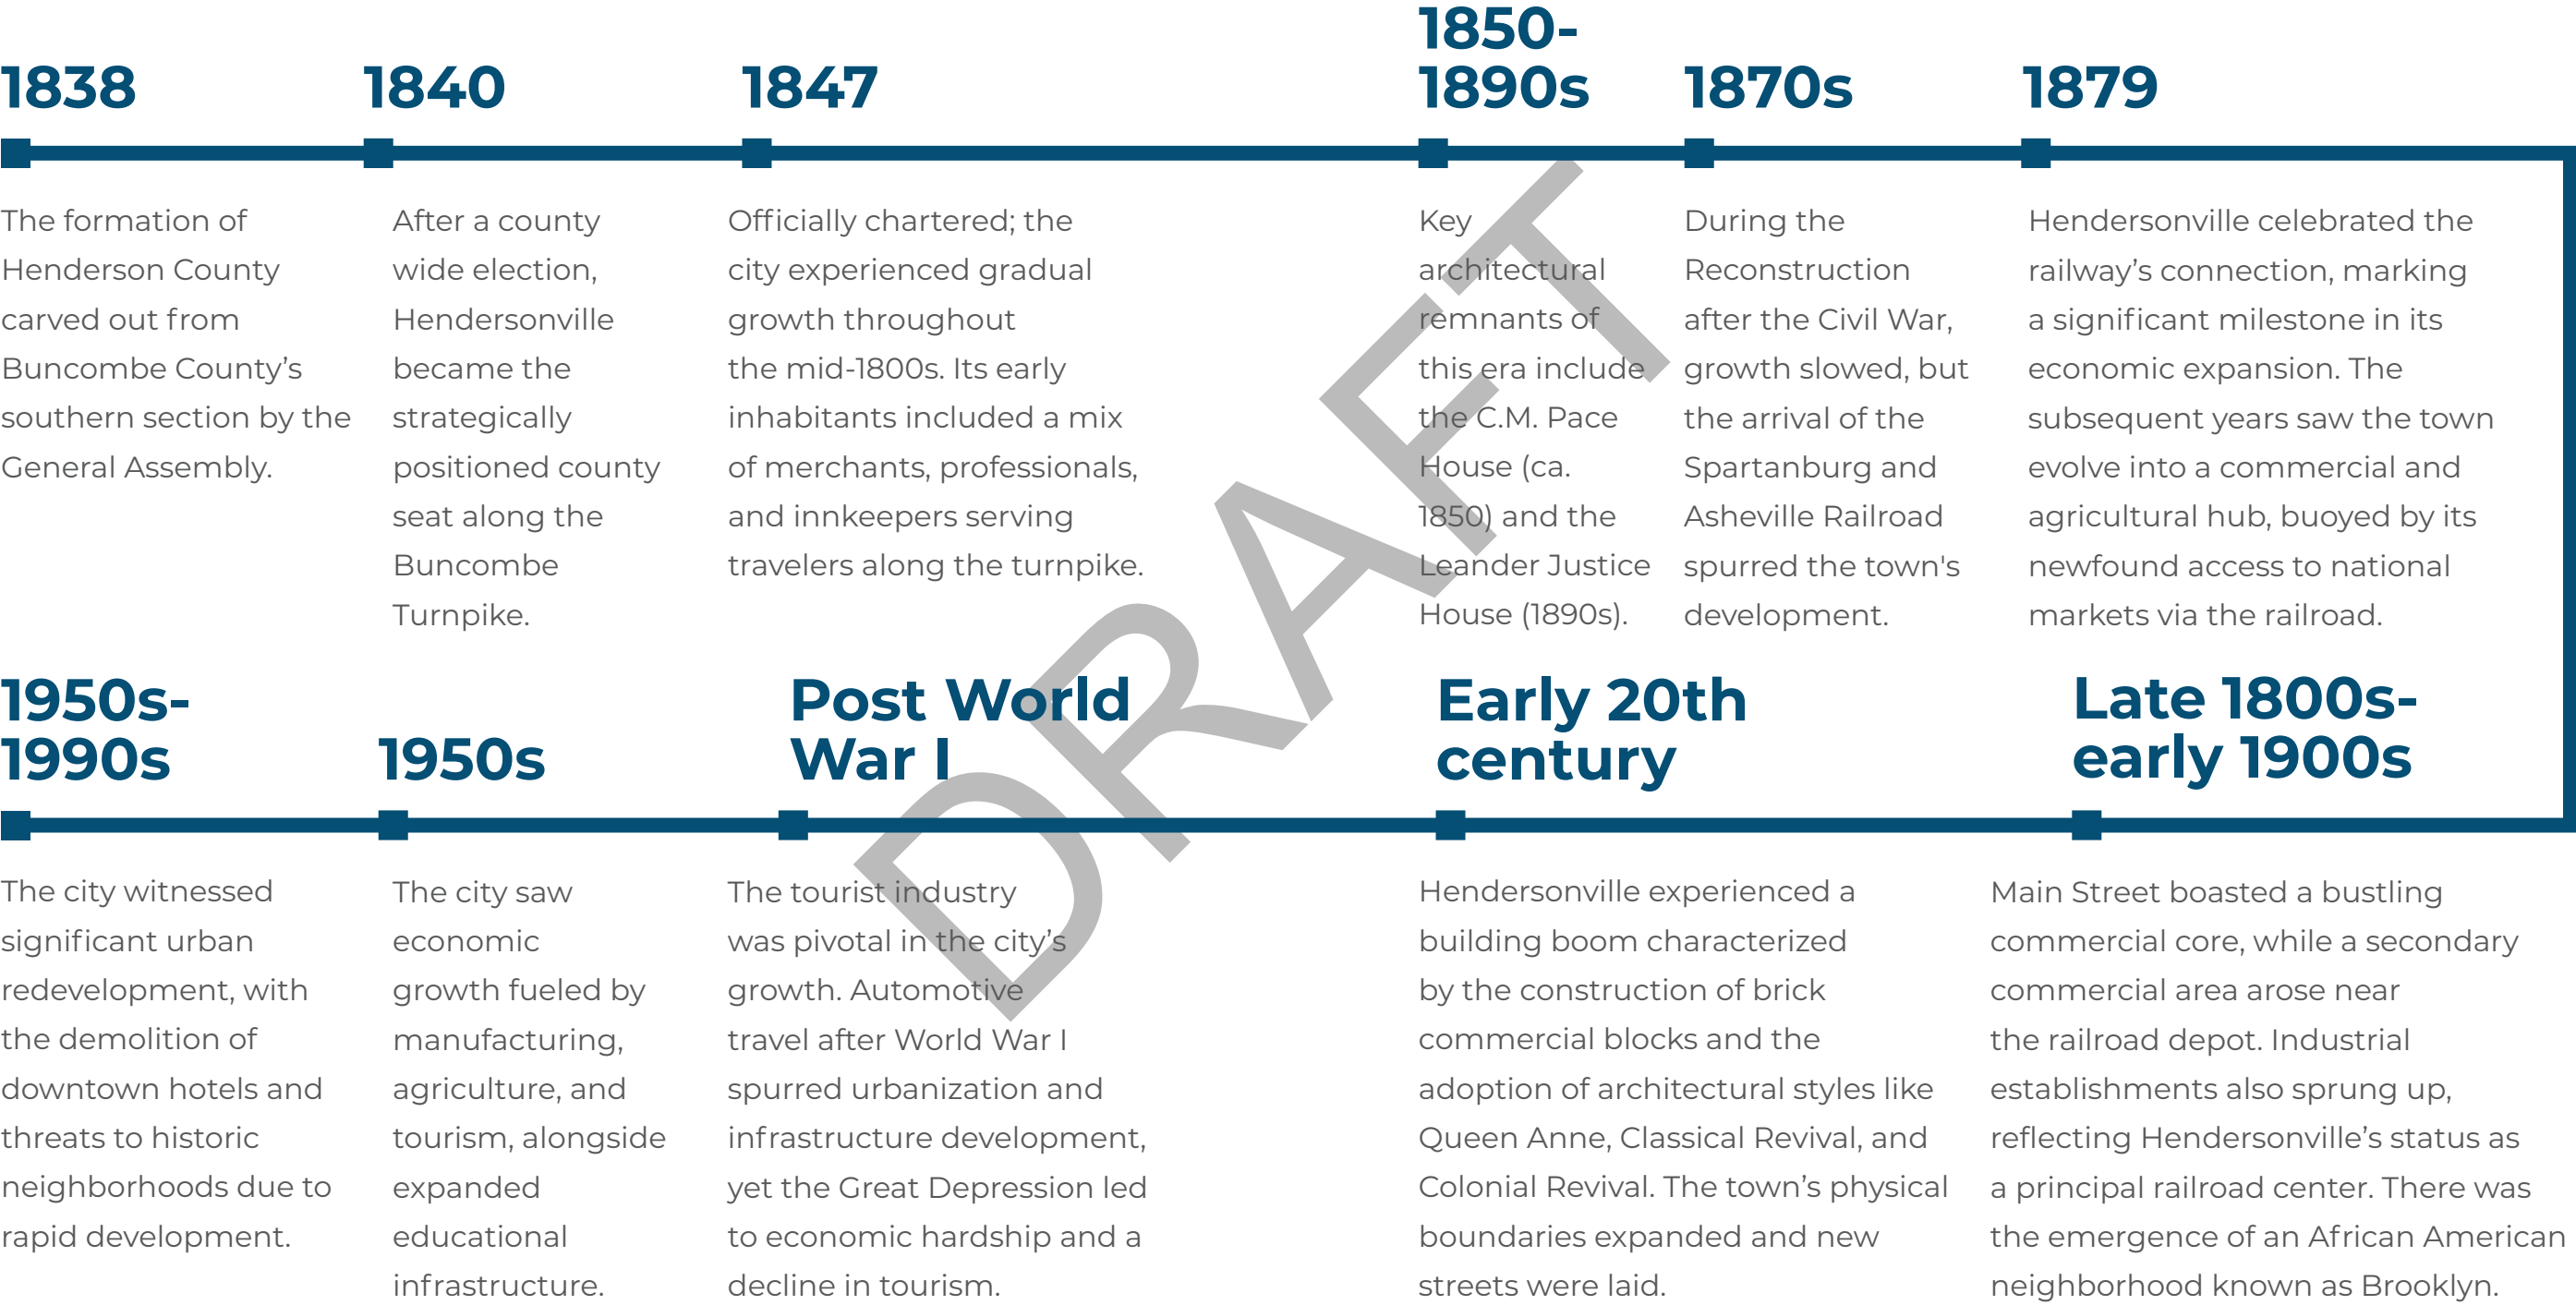 1838
The formation of
Henderson County
carved out from
Buncombe County’s
southern section by the
General Assembly.
1840
After a county
wide election,
Hendersonville
became the
strategically
positioned county
seat along the
Buncombe
Turnpike.
1847
Officially chartered; the
city experienced gradual
growth throughout
the mid-1800s. Its early
inhabitants included a mix
of merchants, professionals,
and innkeepers serving
travelers along the turnpike.
1850-
1890s
Key
architectural
remnants of
this era include
the C.M. Pace
House (ca.
1850) and the
Leander Justice
House (1890s).
1870s
During the
Reconstruction
after the Civil War,
growth slowed, but
the arrival of the
Spartanburg and
Asheville Railroad
spurred the town's
development.
1879
Hendersonville celebrated the
railway’s connection, marking
a significant milestone in its
economic expansion. The
subsequent years saw the town
evolve into a commercial and
agricultural hub, buoyed by its
newfound access to national
markets via the railroad.
Late 1800s-
early 1900s
Main Street boasted a bustling
commercial core, while a secondary
commercial area arose near
the railroad depot. Industrial
establishments also sprung up,
reflecting Hendersonville’s status as
a principal railroad center. There was
the emergence of an African American
neighborhood known as Brooklyn.
Early 20th
century
Hendersonville experienced a
building boom characterized
by the construction of brick
commercial blocks and the
adoption of architectural styles like
Queen Anne, Classical Revival, and
Colonial Revival. The town’s physical
boundaries expanded and new
streets were laid.
Post World
War I
The tourist industry
was pivotal in the city’s
growth. Automotive
travel after World War I
spurred urbanization and
infrastructure development,
yet the Great Depression led
to economic hardship and a
decline in tourism.
1950s
The city saw
economic
growth fueled by
manufacturing,
agriculture, and
tourism, alongside
expanded
educational
infrastructure.
1950s-
1990s
The city witnessed
significant urban
redevelopment, with
the demolition of
downtown hotels and
threats to historic
neighborhoods due to
rapid development.
DRAFT